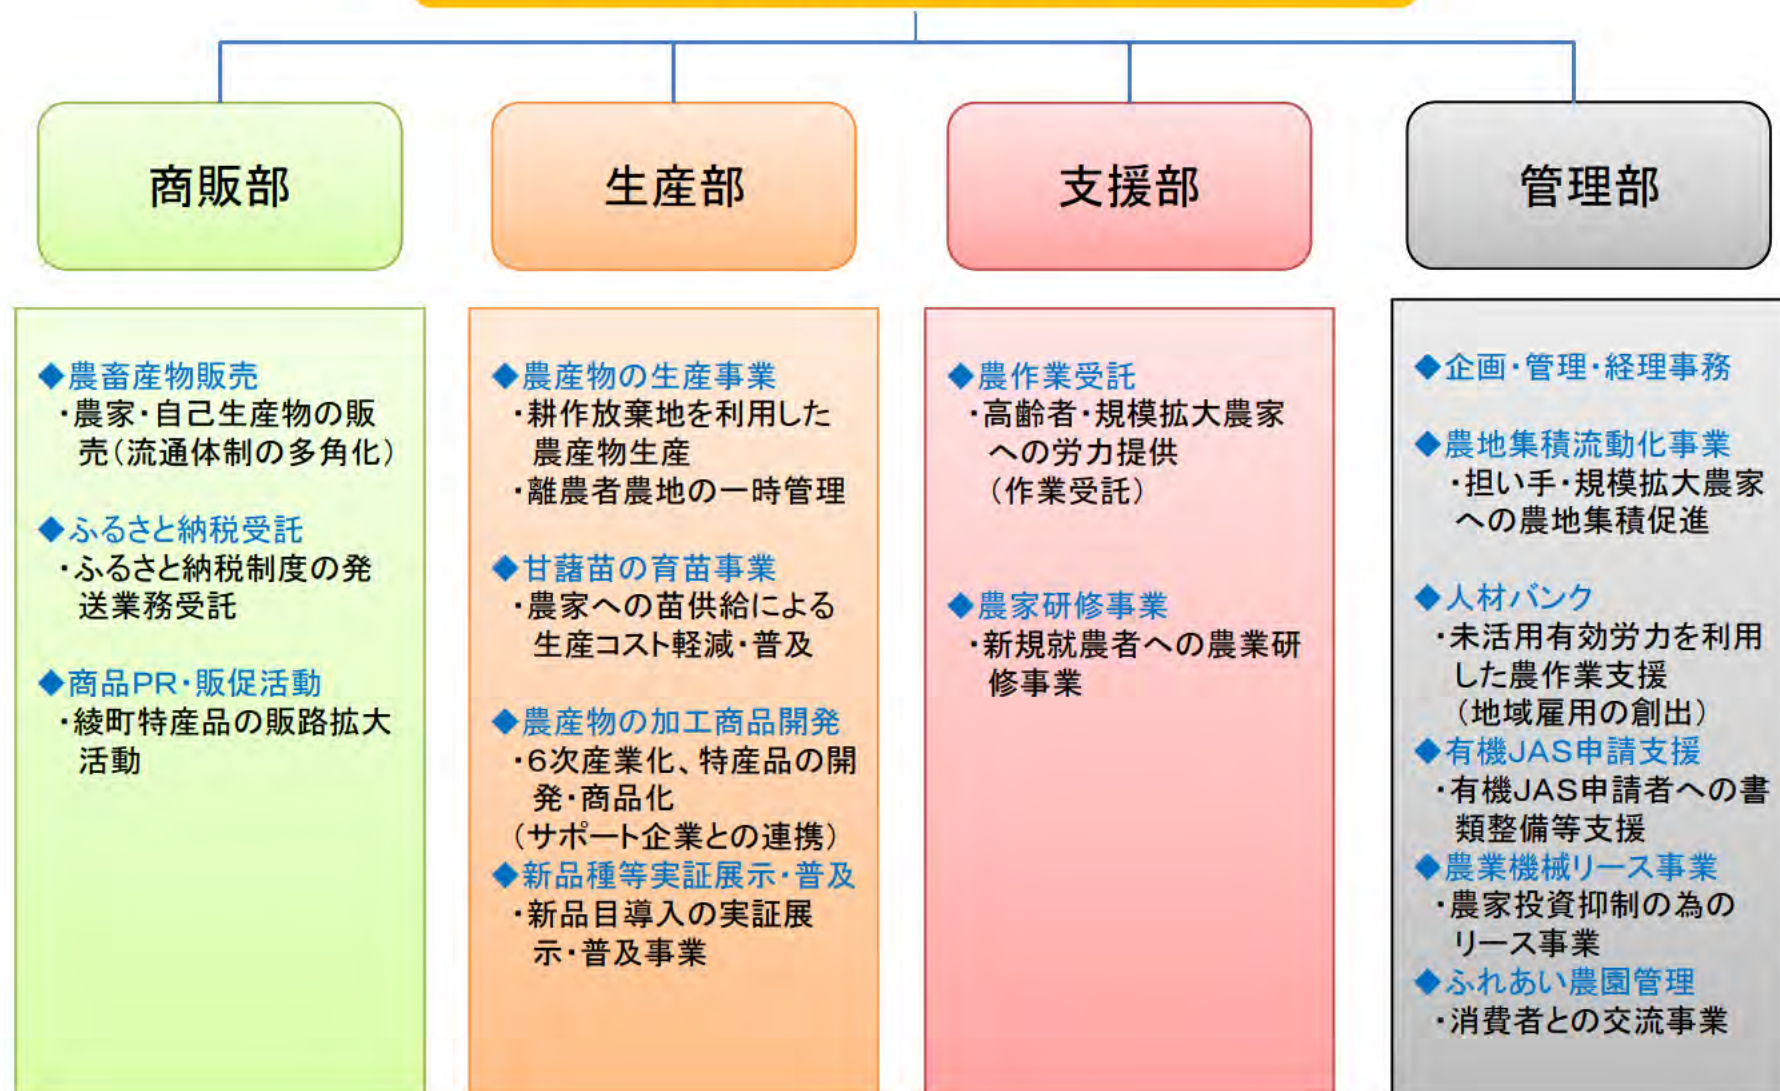 商販部
生産部
支援部
管理部
◆農畜産物販売
・農家・自己生産物の販
売(流通体制の多角化)
◆ふるさと納税受託
・ふるさと納税制度の発
送業務受託
◆商品PR・販促活動
・綾町特産品の販路拡大
活動
◆農産物の生産事業
・耕作放棄地を利用した
農産物生産
・離農者農地の一時管理
◆甘藷苗の育苗事業
・農家への苗供給による
生産コスト軽減・普及
◆農産物の加工商品開発
・6次産業化、特産品の開
発・商品化
(サポート企業との連携)
◆新品種等実証展示・普及
・新品目導入の実証展
示・普及事業
◆農作業受託
・高齢者・規模拡大農家
への労力提供
(作業受託)
◆農家研修事業
・新規就農者への農業研
修事業
◆企画・管理・経理事務
◆農地集積流動化事業
・担い手・規模拡大農家
への農地集積促進
◆人材バンク
・未活用有効労力を利用
した農作業支援
(地域雇用の創出)
◆有機JAS申請支援
・有機JAS申請者への書
類整備等支援
◆農業機械リース事業
・農家投資抑制の為の
リース事業
◆ふれあい農園管理
・消費者との交流事業